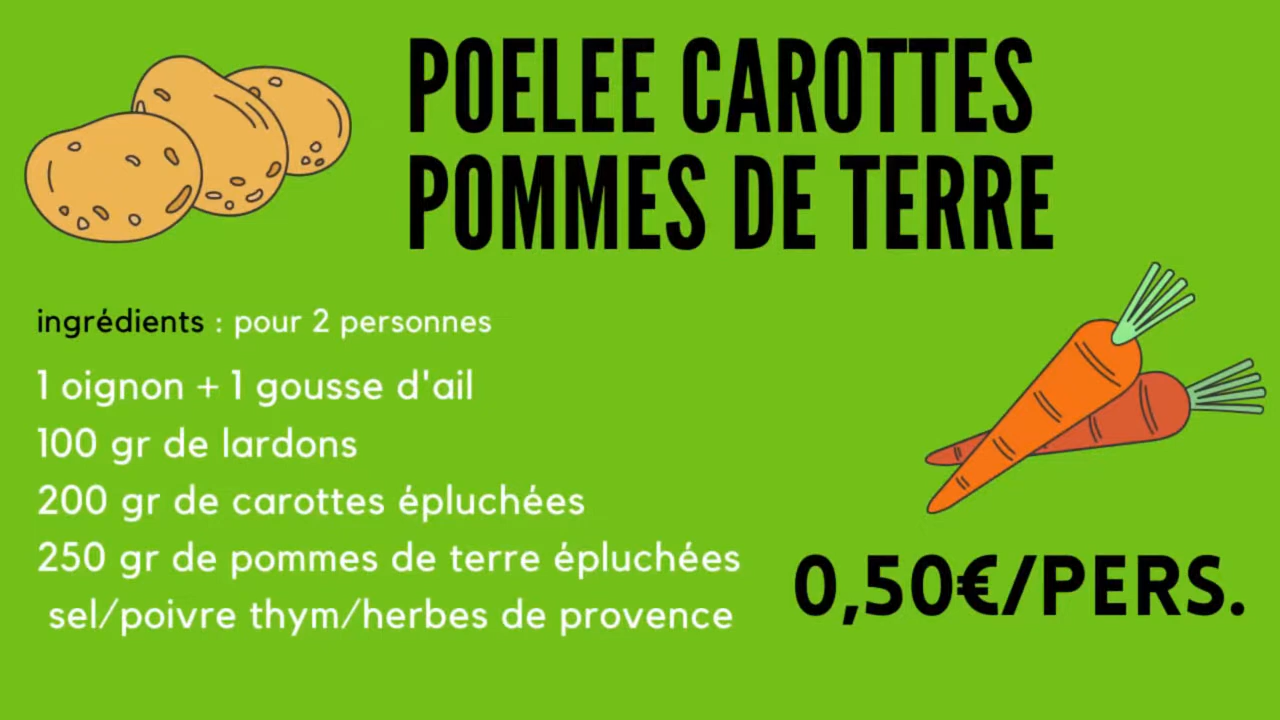 POELEE CAROTTES
POMMES DE TERRE
ingrédients : pour 2 personnes
1 oignon + 1 gousse d'ail
100 gr de lardons
200 gr de carottes épluchées
250 gr de pommes de terre épluchées
sel/poivre thym/herbes de provence
0,50€/PERS.